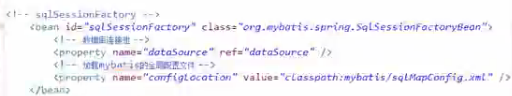 <!-- sqlSessionFactory -->
<bean id="sqlSessionFactory" class="org.mybatis.spring.SqlSessionFactoryBean">
<!-- 数据库连接池 -->
<property name="dataSource" ref="dataSource" />
<!-- 加载mybatis的全局配置文件 -->
<property name="configLocation" value="classpath:mybatis/sqlMapConfig.xml" />
</bean>